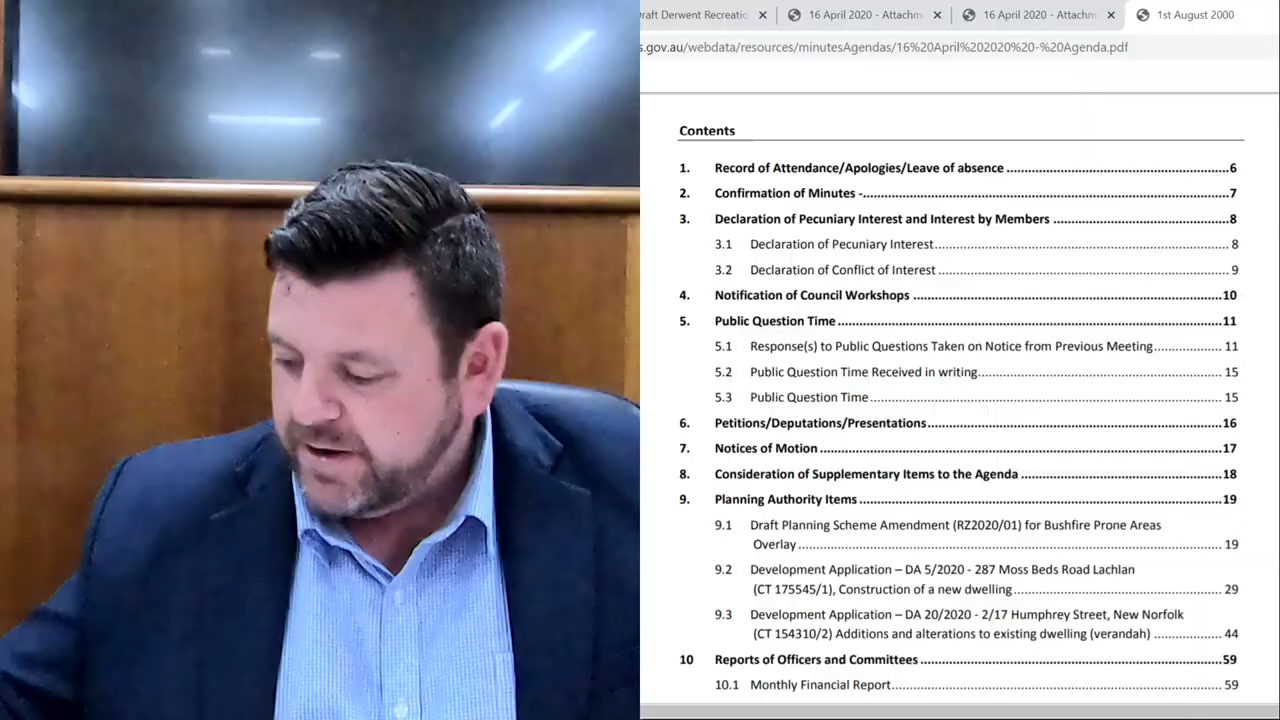 raft Derwent Recreatio
16 April 2020 - Attachm
16 April 2020 - Attachm
1st August 2000
s.gov.au/webdata/resources/minutesAgendas/16%20April%202020%20-%20Agenda.pdf
Contents
1. Record of Attendance/Apologies/Leave of absence 6
2. Confirmation of Minutes - 7
3. Declaration of Pecuniary Interest and Interest by Members 8
3.1 Declaration of Pecuniary Interest 8
3.2 Declaration of Conflict of Interest 9
4. Notification of Council Workshops 10
5. Public Question Time 11
5.1 Response(s) to Public Questions Taken on Notice from Previous Meeting 11
5.2 Public Question Time Received in writing 15
5.3 Public Question Time 15
6. Petitions/Deputations/Presentations 16
7. Notices of Motion 17
8. Consideration of Supplementary Items to the Agenda 18
9. Planning Authority Items 19
9.1 Draft Planning Scheme Amendment (RZ2020/01) for Bushfire Prone Areas
Overlay 19
9.2 Development Application – DA 5/2020 - 287 Moss Beds Road Lachlan
(CT 175545/1), Construction of a new dwelling 29
9.3 Development Application – DA 20/2020 - 2/17 Humphrey Street, New Norfolk
(CT 154310/2) Additions and alterations to existing dwelling (verandah) 44
10 Reports of Officers and Committees 59
10.1 Monthly Financial Report 59